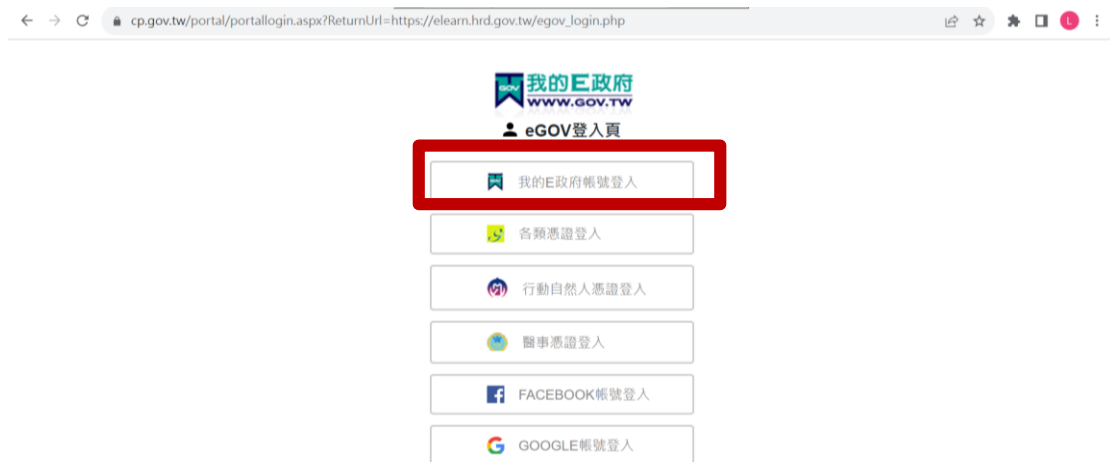 cp.gov.tw/portal/portallogin.aspx?ReturnUrl=https://elearn.hrd.gov.tw/egov_login.php
L
GOV 我的E政府
WWW.GOV.TW
eGOV登入頁
我的E政府帳號登入
各類憑證登入
行動自然人憑證登入
醫事憑證登入
FACEBOOK帳號登入
GOOGLE帳號登入